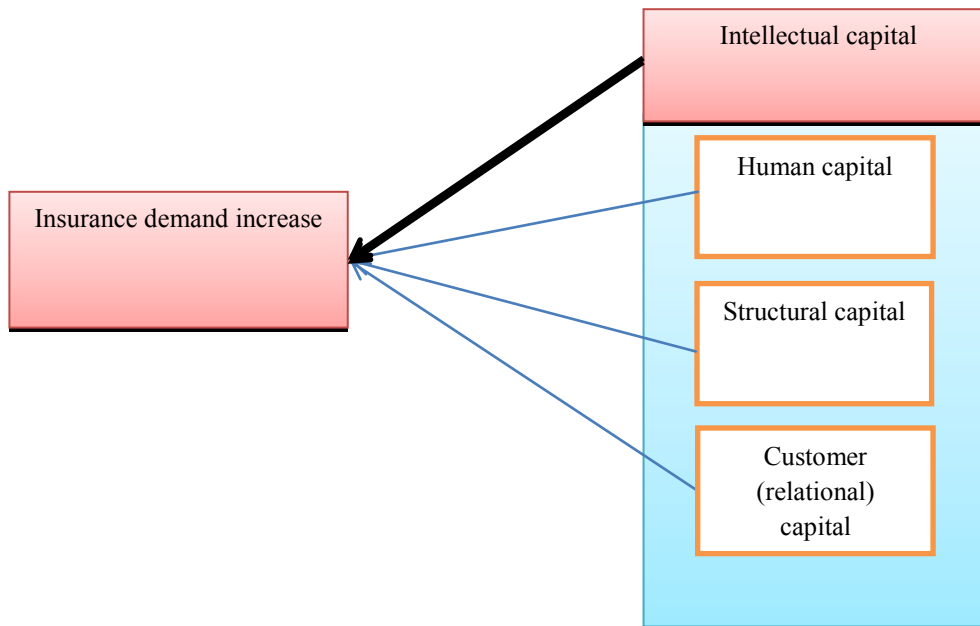 Intellectual capital
Human capital
Insurance demand increase
Structural capital
Customer
(relational)
capital